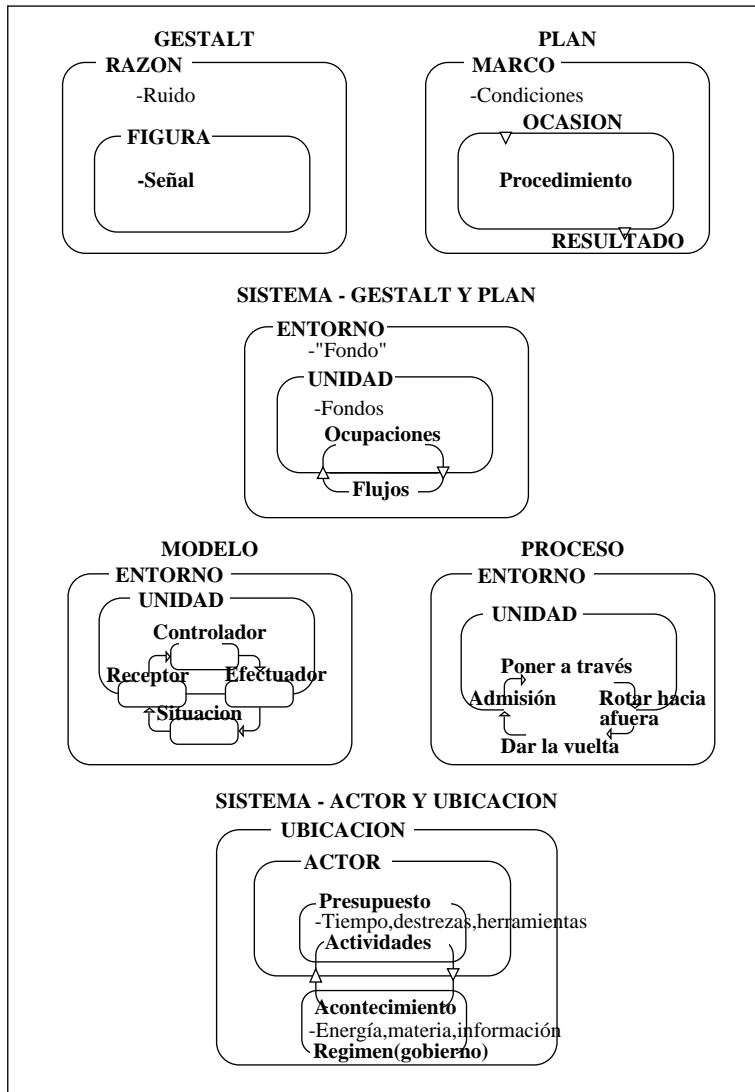 GESTALT
RAZON
-Ruido
FIGURA
-Señal
PLAN
MARCO
-Condiciones
OCASION
Procedimiento
RESULTADO
SISTEMA - GESTALT Y PLAN
ENTORNO
-"Fondo"
UNIDAD
-Fondos
Ocupaciones
Flujos
MODELO
ENTORNO
UNIDAD
Controlador
Receptor
Efectuador
Situacion
PROCESO
ENTORNO
UNIDAD
Poner a través
Admisión
Rotar hacia
afuera
Dar la vuelta
SISTEMA - ACTOR Y UBICACION
UBICACION
ACTOR
Presupuesto
-Tiempo,destrezas,herramientas
Actividades
Acontecimiento
-Energía,materia,información
Regimen(gobierno)